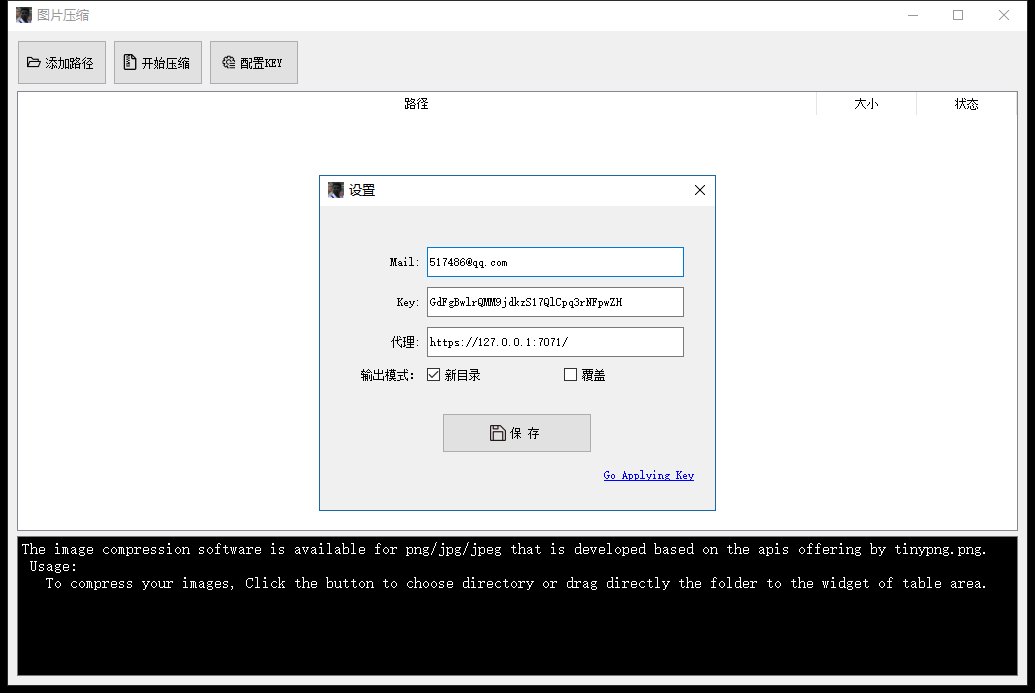 图片压缩
添加路径 开始压缩 配置KEY
路径 大小 状态
设置
Mail: 517486@qq.com
Key: GdFgBwlrQMM9jdkzS17QlCpq3rNFpwZH
代理: https://127.0.0.1:7071/
输出模式: 新目录 覆盖
保 存
Go Applying Key
The image compression software is available for png/jpg/jpeg that is developed based on the apis offering by tinypng.png.
Usage:
To compress your images, Click the button to choose directory or drag directly the folder to the widget of table area.